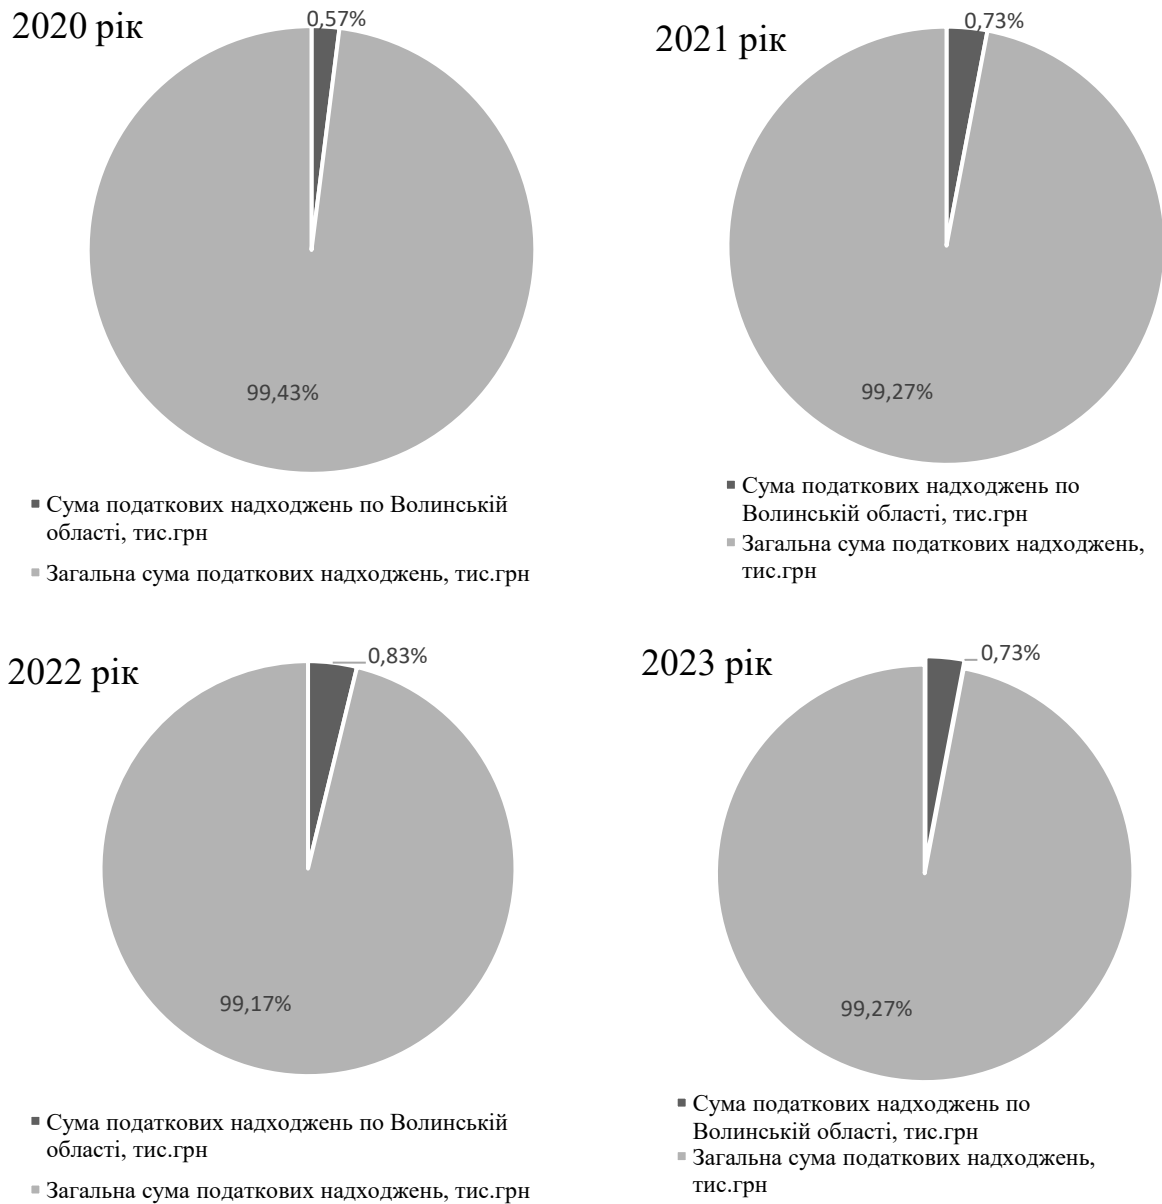 2020 рік
0,57%
99,43%
Сума податкових надходжень по Волинській
області, тис.грн
Загальна сума податкових надходжень, тис.грн
2021 рік
0,73%
99,27%
Сума податкових надходжень по
Волинській області, тис.грн
Загальна сума податкових надходжень,
тис.грн
2022 рік
0,83%
99,17%
Сума податкових надходжень по Волинській
області, тис.грн
Загальна сума податкових надходжень, тис.грн
2023 рік
0,73%
99,27%
Сума податкових надходжень по
Волинській області, тис.грн
Загальна сума податкових надходжень,
тис.грн